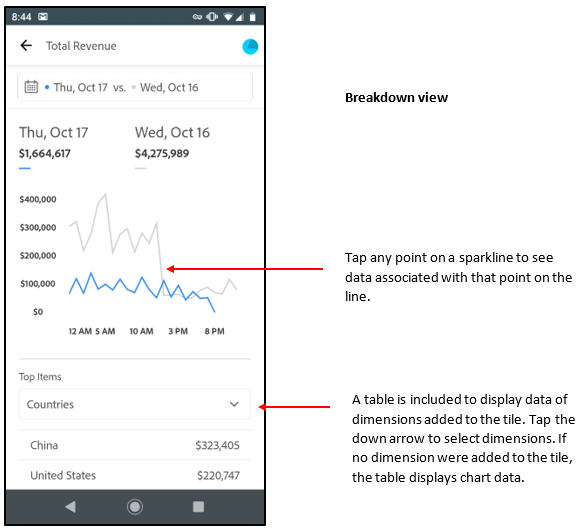 8:44
Total Revenue
Thu, Oct 17 vs. Wed, Oct 16
Breakdown view
Thu, Oct 17 Wed, Oct 16
$1,664,617 $4,275,989
$400,000
$300,000
$200,000
$100,000
$0
12 AM 5 AM 10 AM 3 PM 8 PM
Tap any point on a sparkline to see
data associated with that point on the
line.
Top Items
Countries
China $323,405
United States $220,747
A table is included to display data of
dimensions added to the tile. Tap the
down arrow to select dimensions. If
no dimension were added to the tile,
the table displays chart data.